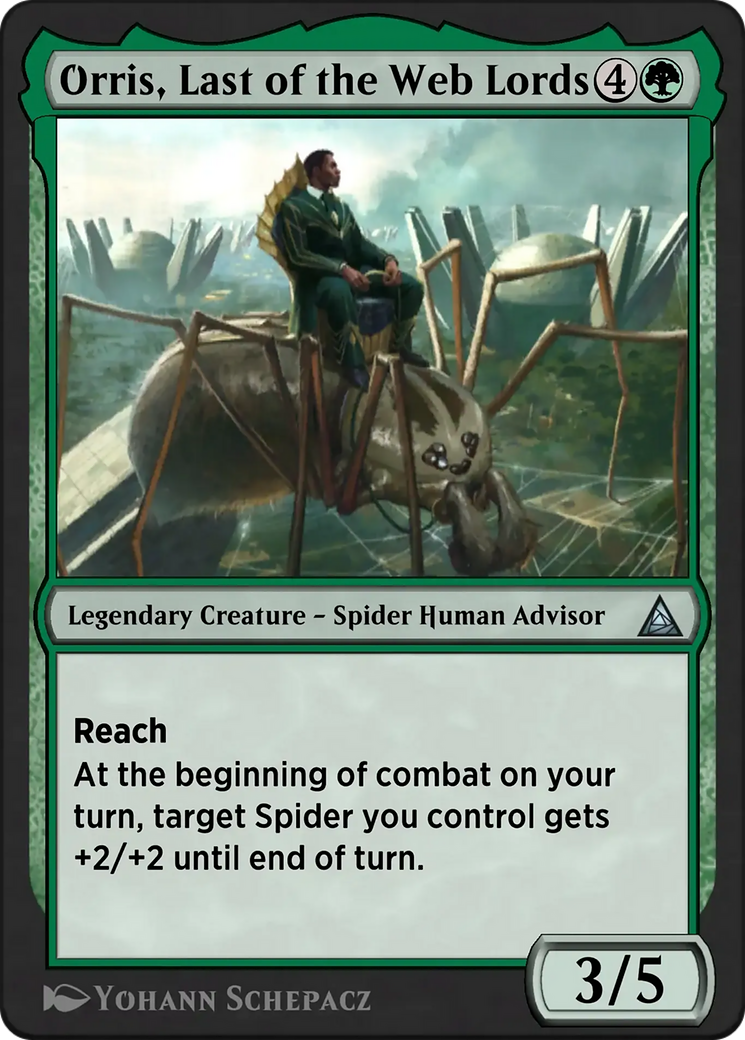 Orris, Last of the Web Lords 4
Legendary Creature – Spider Human Advisor
Reach
At the beginning of combat on your
turn, target Spider you control gets
+2/+2 until end of turn.
3/5
Yohann Schepacz